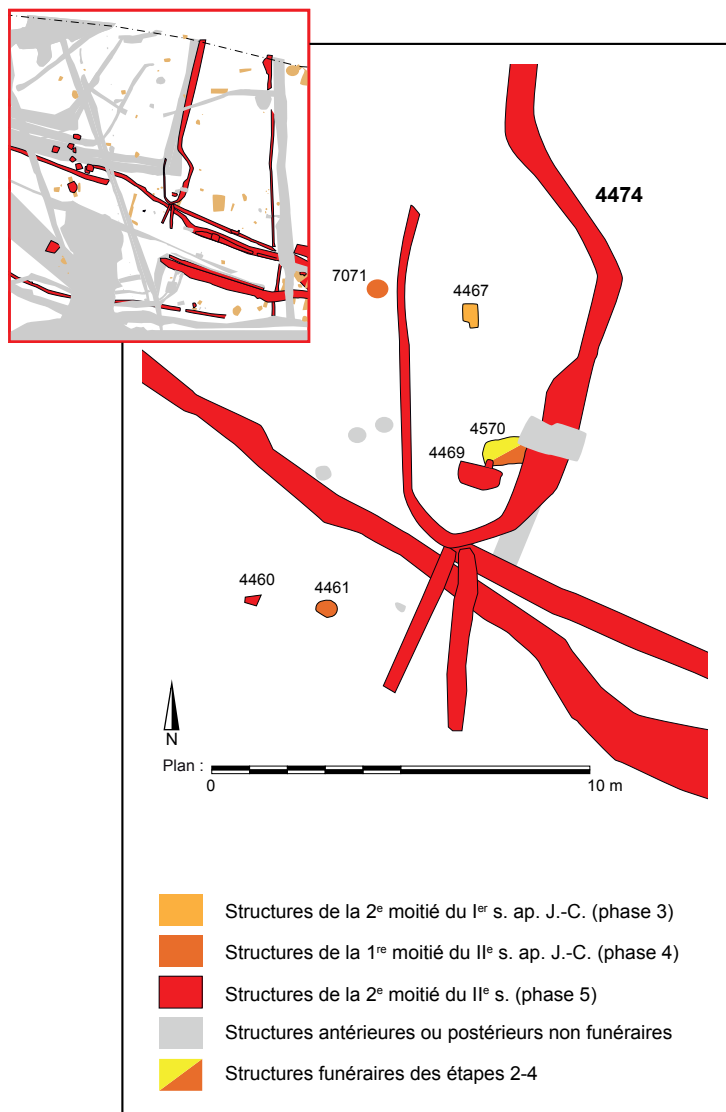 4474
7071
4467
4570
4469
4460
4461
N
Plan :
0
10 m
Structures de la 2e moitié du Ier s. ap. J.-C. (phase 3)
Structures de la 1re moitié du IIe s. ap. J.-C. (phase 4)
Structures de la 2e moitié du IIe s. (phase 5)
Structures antérieures ou postérieurs non funéraires
Structures funéraires des étapes 2-4